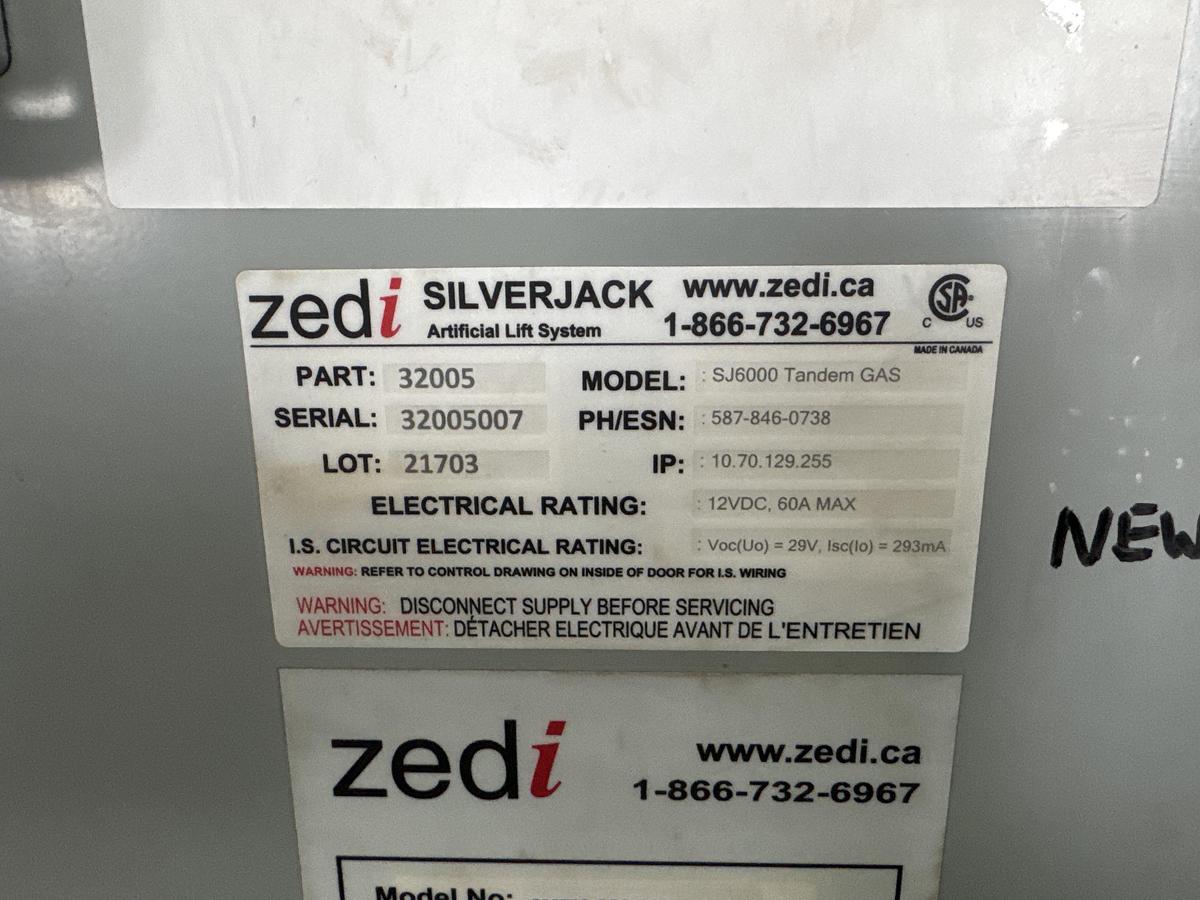 zedi SILVERJACK www.zedi.ca
Artificial Lift System 1-866-732-6967
CSA C US
MADE IN CANADA
PART: 32005 MODEL: : SJ6000 Tandem GAS
SERIAL: 32005007 PH/ESN: : 587-846-0738
LOT: 21703 IP: : 10.70.129.255
ELECTRICAL RATING: : 12VDC, 60A MAX
I.S. CIRCUIT ELECTRICAL RATING: : Voc(Uo) = 29V, Isc(Io) = 293mA
WARNING: REFER TO CONTROL DRAWING ON INSIDE OF DOOR FOR I.S. WIRING
WARNING: DISCONNECT SUPPLY BEFORE SERVICING
AVERTISSEMENT: DÉTACHER ELECTRIQUE AVANT DE L'ENTRETIEN
NEW
zedi www.zedi.ca
1-866-732-6967
Model No: